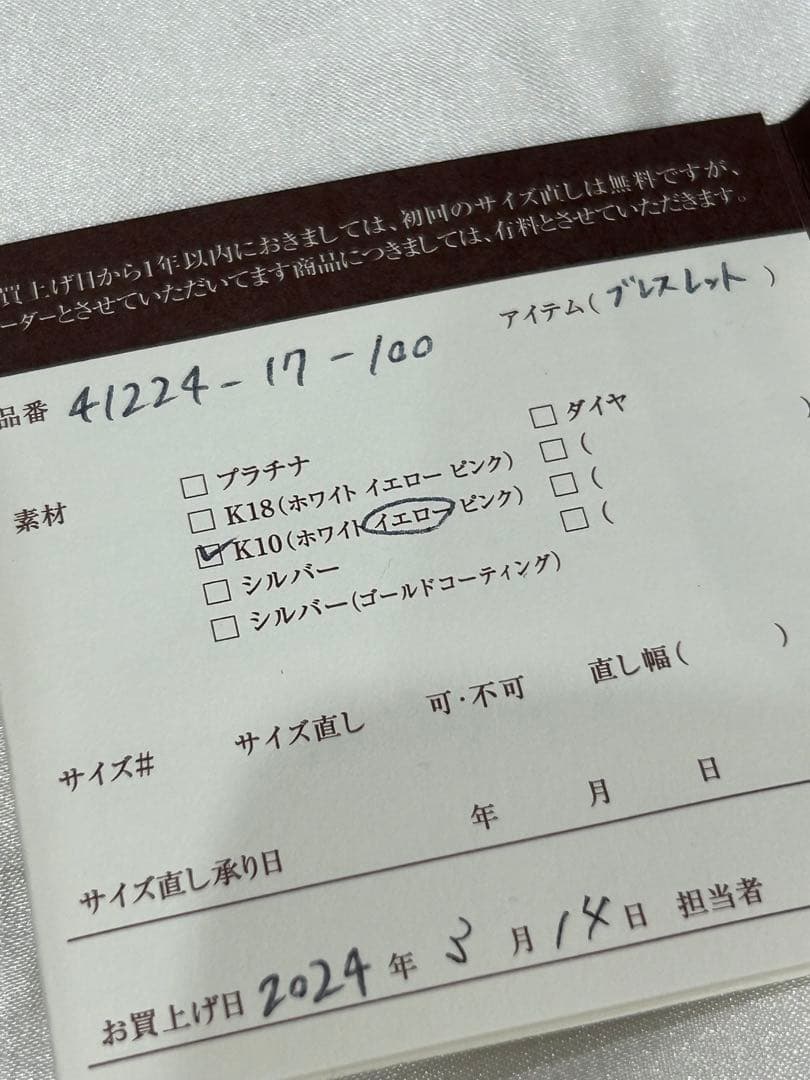 買上げ日から1年以内におきましては、初回のサイズ直しは無料ですが、
ーダーとさせていただいてます商品につきましては、有料とさせていただきます。
品番 41224-17-100 アイテム(ブレスレット)
素材
□ プラチナ □ ダイヤ
□ K18(ホワイト イエロー ピンク) □ ( )
☑ K10(ホワイト イエロー ピンク) □ (
□ シルバー □ (
□ シルバー(ゴールドコーティング)
サイズ# サイズ直し 可・不可 直し幅( )
サイズ直し承り日 年 月 日
お買上げ日 2024年 3月 14日 担当者